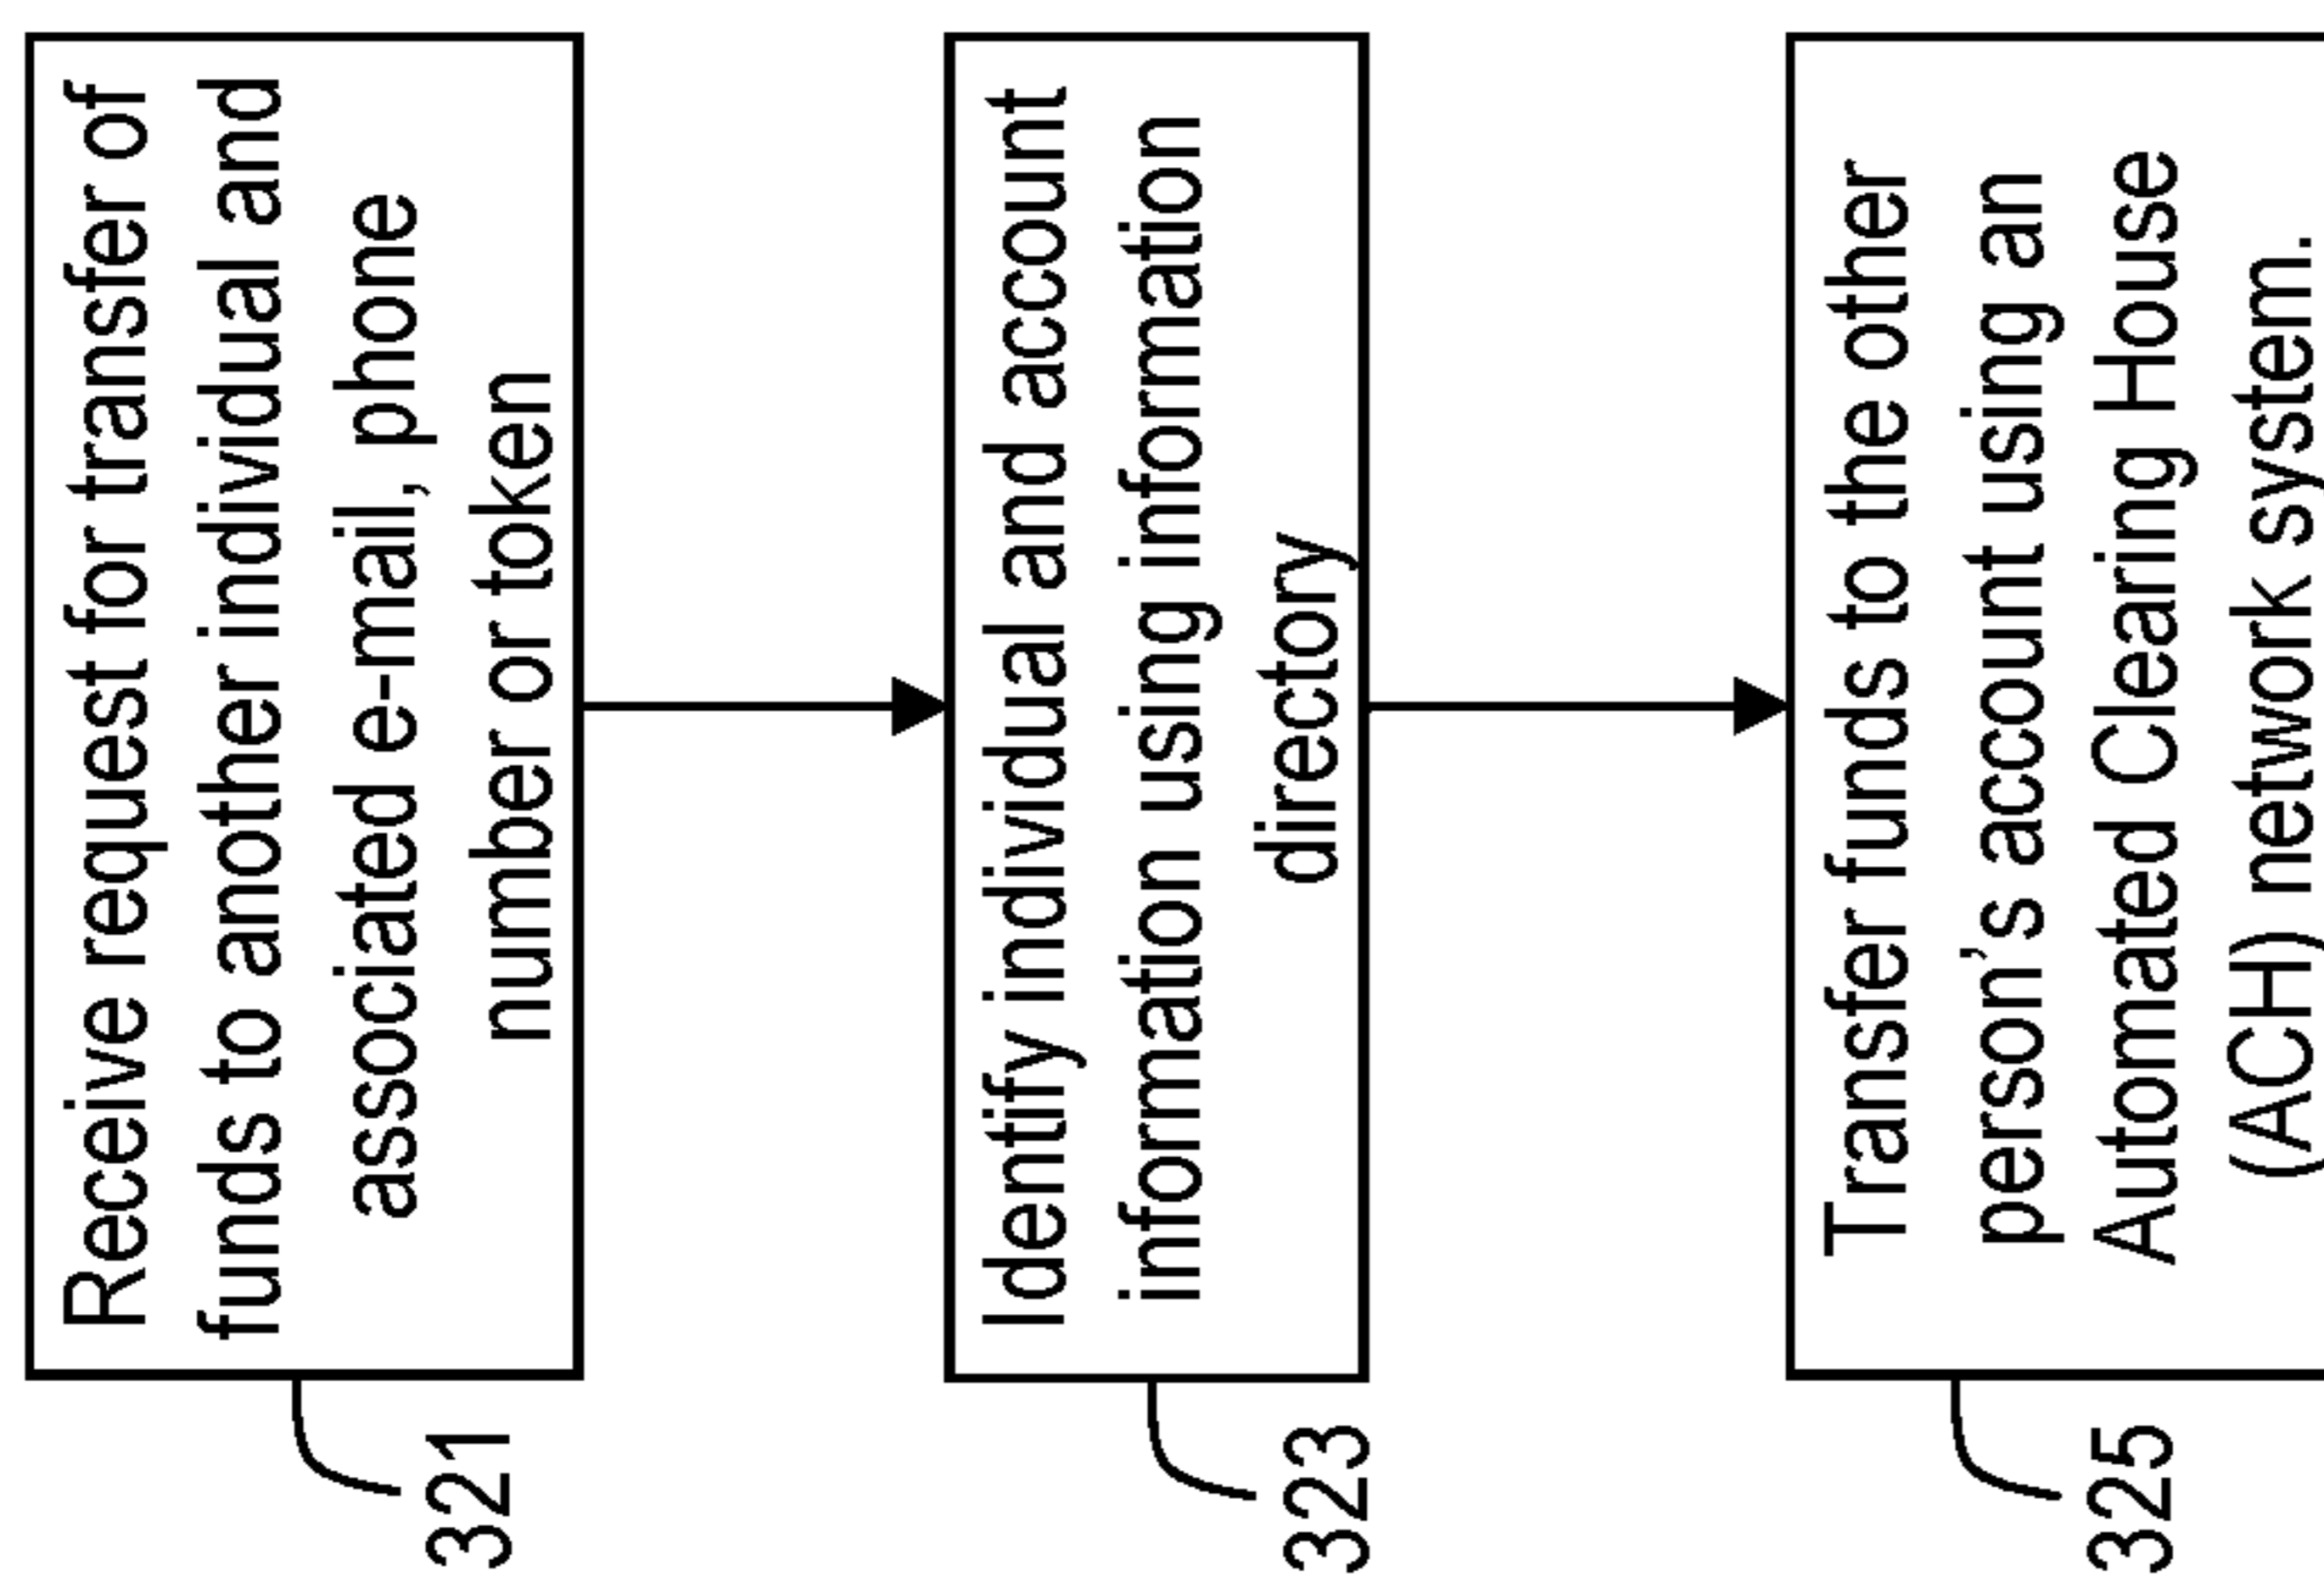 Receive request for transfer of
funds to another individual and
associated e-mail, phone
number or token
321
Identify individual and account
information using information
directory
323
Transfer funds to the other
person's account using an
Automated Clearing House
(ACH) network system.
325